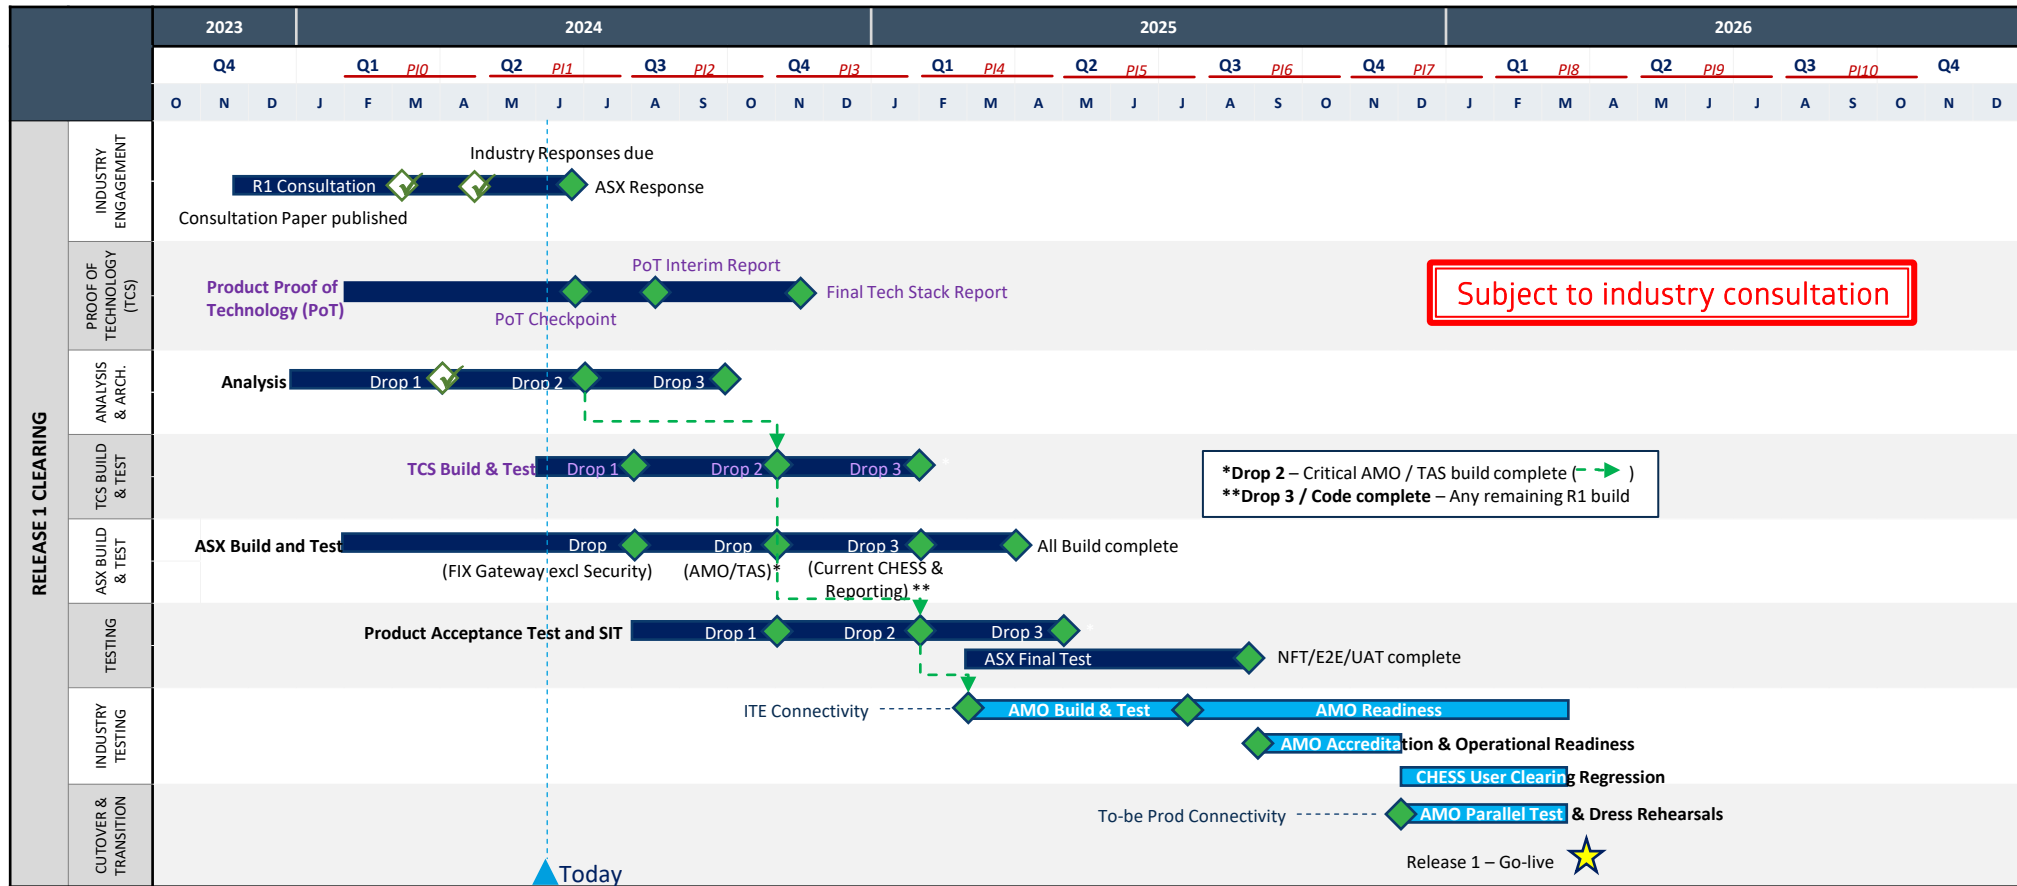 2023 2024 2025 2026
Q4 Q1 PI0 Q2 PI1 Q3 PI2 Q4 PI3 Q1 PI4 Q2 PI5 Q3 PI6 Q4 PI7 Q1 PI8 Q2 PI9 Q3 PI10 Q4
O N D J F M A M J J A S O N D J F M A M J J A S O N D J F M A M J J A S O N D
RELEASE 1 CLEARING
INDUSTRY
ENGAGEMENT
Industry Responses due
R1 Consultation
ASX Response
Consultation Paper published
PROOF OF
TECHNOLOGY
(TCS)
PoT Interim Report
Product Proof of
Technology (PoT)
Final Tech Stack Report
PoT Checkpoint
Subject to industry consultation
ANALYSIS
& ARCH.
Analysis Drop 1 Drop 2 Drop 3
TCS BUILD
& TEST
TCS Build & Test Drop 1 Drop 2 Drop 3 *
*Drop 2 – Critical AMO / TAS build complete ( )
**Drop 3 / Code complete – Any remaining R1 build
ASX BUILD
& TEST
ASX Build and Test Drop Drop Drop 3 All Build complete
(FIX Gateway excl Security) (AMO/TAS)* (Current CHESS &
Reporting) **
TESTING
Product Acceptance Test and SIT Drop 1 Drop 2 Drop 3 *
ASX Final Test NFT/E2E/UAT complete
INDUSTRY
TESTING
ITE Connectivity AMO Build & Test AMO Readiness
AMO Accreditation & Operational Readiness
CHESS User Clearing Regression
CUTOVER &
TRANSITION
To-be Prod Connectivity AMO Parallel Test & Dress Rehearsals
Release 1 – Go-live
Today